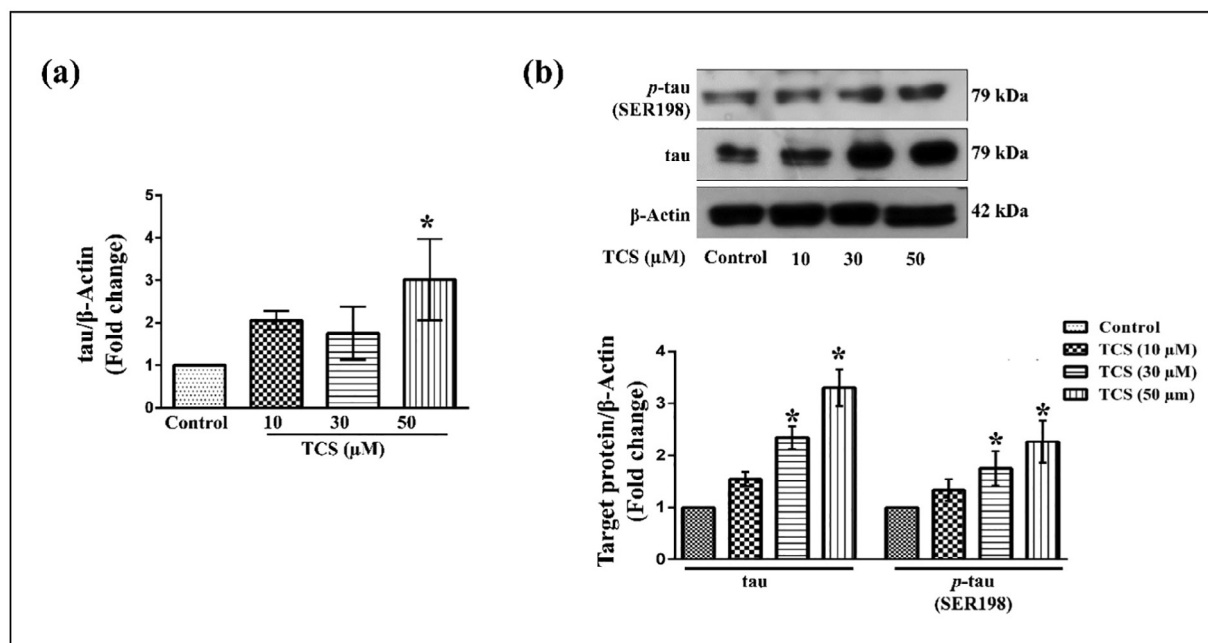 (a)
tau/β-Actin
(Fold change)
5
4
3
2
1
0
*
Control
10
30
50
TCS (µM)
(b)
p-tau
(SER198)
79 kDa
tau
79 kDa
β-Actin
42 kDa
TCS (µM) Control 10 30 50
Control
TCS (10 µM)
TCS (30 µM)
TCS (50 µm)
Target protein/β-Actin
(Fold change)
4
3
2
1
0
*
*
*
*
tau
p-tau
(SER198)